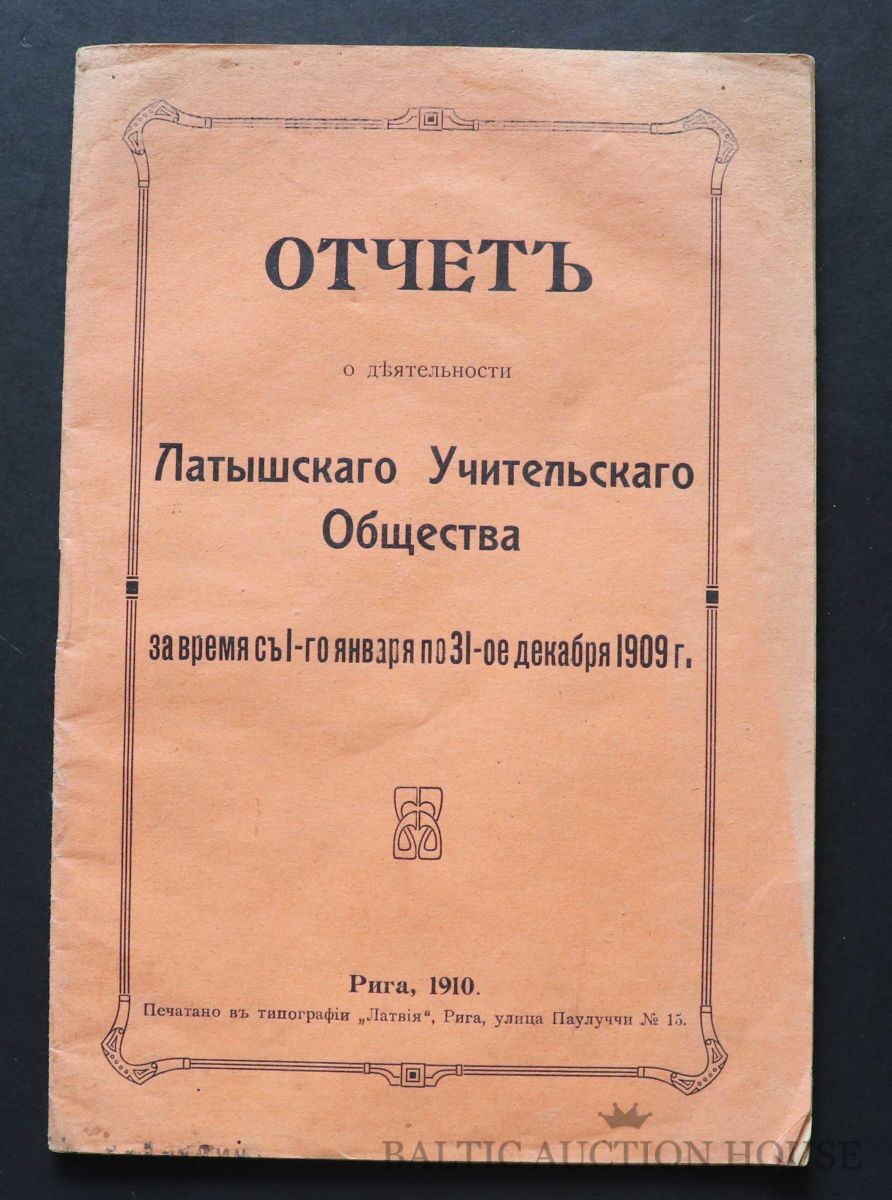 ОТЧЕТЪ
о дѣятельности
Латышскаго Учительскаго
Общества
за время съ 1-го января по 31-ое декабря 1909 г.
Рига, 1910.
Печатано въ типографіи „Латвія“, Рига, улица Паулуччи № 15.
BALTIC AUCTION HOUSE